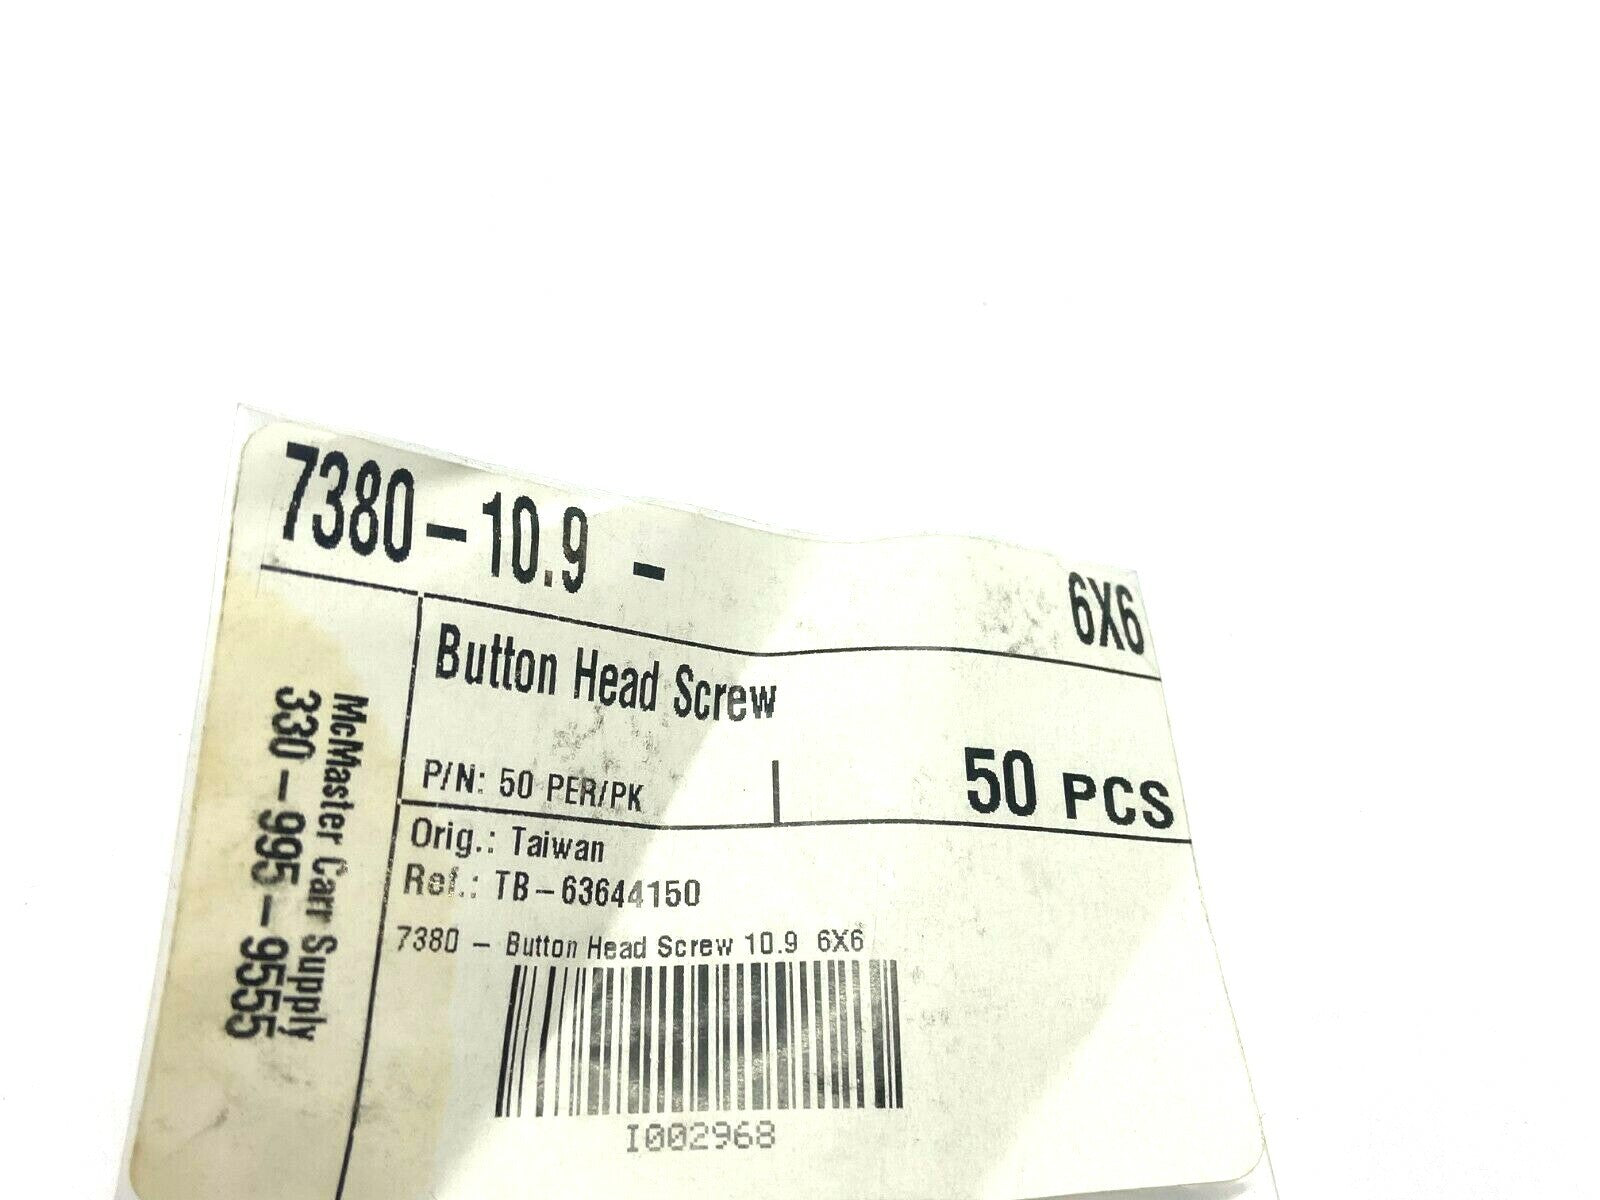 7380-10.9 - 6X6
Button Head Screw
P/N: 50 PER/PK
50 PCS
Orig.: Taiwan
Ref.: TB-63644150
7380 - Button Head Screw 10.9 6X6
I002968
McMaster Carr Supply
330-995-9555